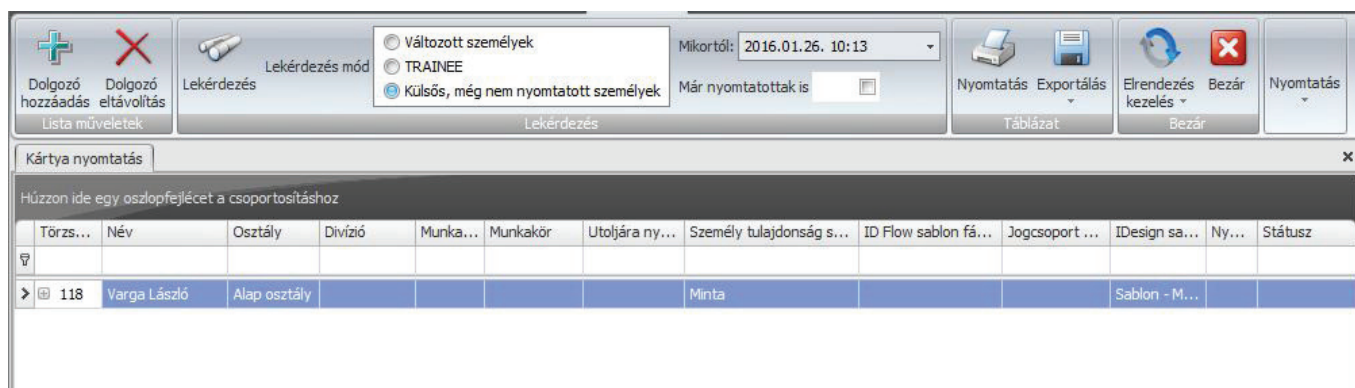 Dolgozó hozzáadás
Dolgozó eltávolítás
Lista műveletek
Lekérdezés
Lekérdezés mód
Változott személyek
TRAINEE
Külsős, még nem nyomtatott személyek
Mikortól: 2016.01.26. 10:13
Már nyomtatottak is
Lekérdezés
Nyomtatás
Exportálás
Táblázat
Elrendezés kezelés
Bezár
Bezár
Nyomtatás
Kártya nyomtatás
Húzzon ide egy oszlopfejlécet a csoportosításhoz
Törzs... Név Osztály Divízió Munka... Munkakör Utoljára ny... Személy tulajdonság s... ID Flow sablon fá... Jogcsoport ... IDesign sa... Ny... Státusz
118 Varga László Alap osztály Minta Sablon - M...